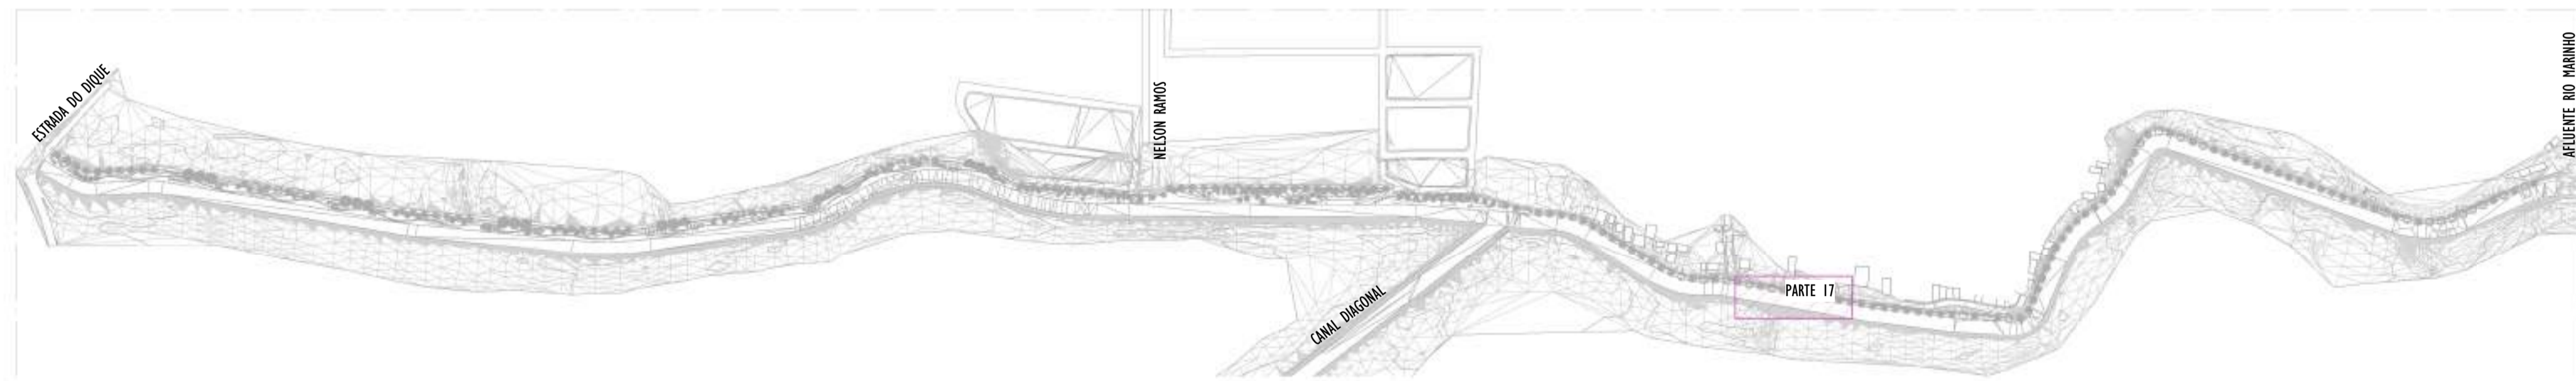 ESTRADA DO DIQUE
NELSON RAMOS
CANAL DIAGONAL
PARTE 17
AFLUENTE RIO MARINHO